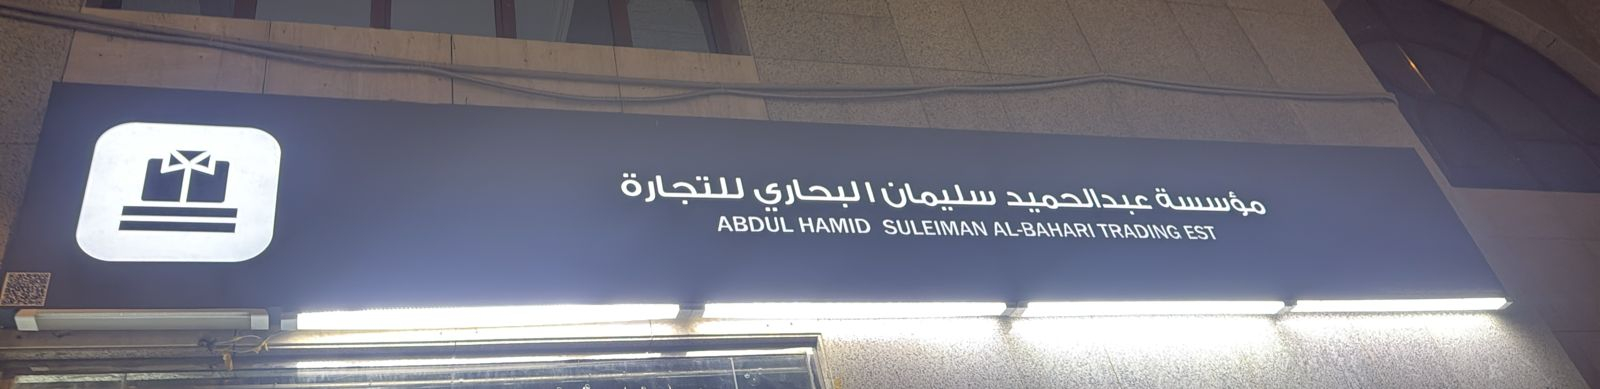 مؤسسة عبدالحميد سليمان البحاري للتجارة
ABDUL HAMID SULEIMAN AL-BAHARI TRADING EST